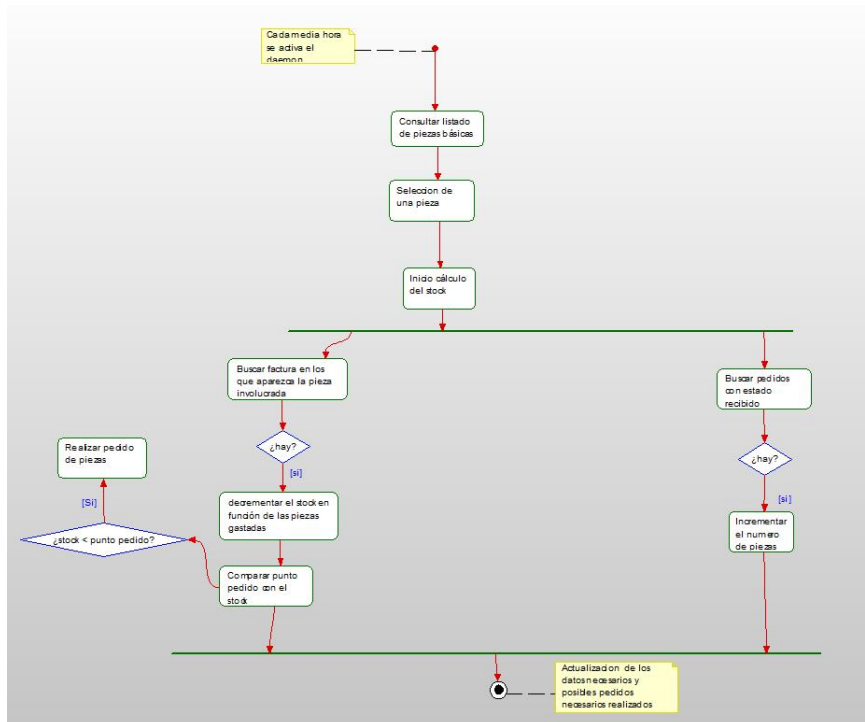 Cada media hora
se activa el
daemon
Consultar listado
de piezas básicas
Seleccion de
una pieza
Inicio cálculo
del stock
Buscar factura en los
que aparezca la pieza
involucrada
Buscar pedidos
con estado
recibido
¿hay?
[si]
¿hay?
[si]
Realizar pedido
de piezas
[Si]
¿stock < punto pedido?
decrementar el stock en
función de las piezas
gastadas
Incrementar
el numero
de piezas
Comparar punto
pedido con el
stock
Actualizacion de los
datos necesarios y
posibles pedidos
necesarios realizados